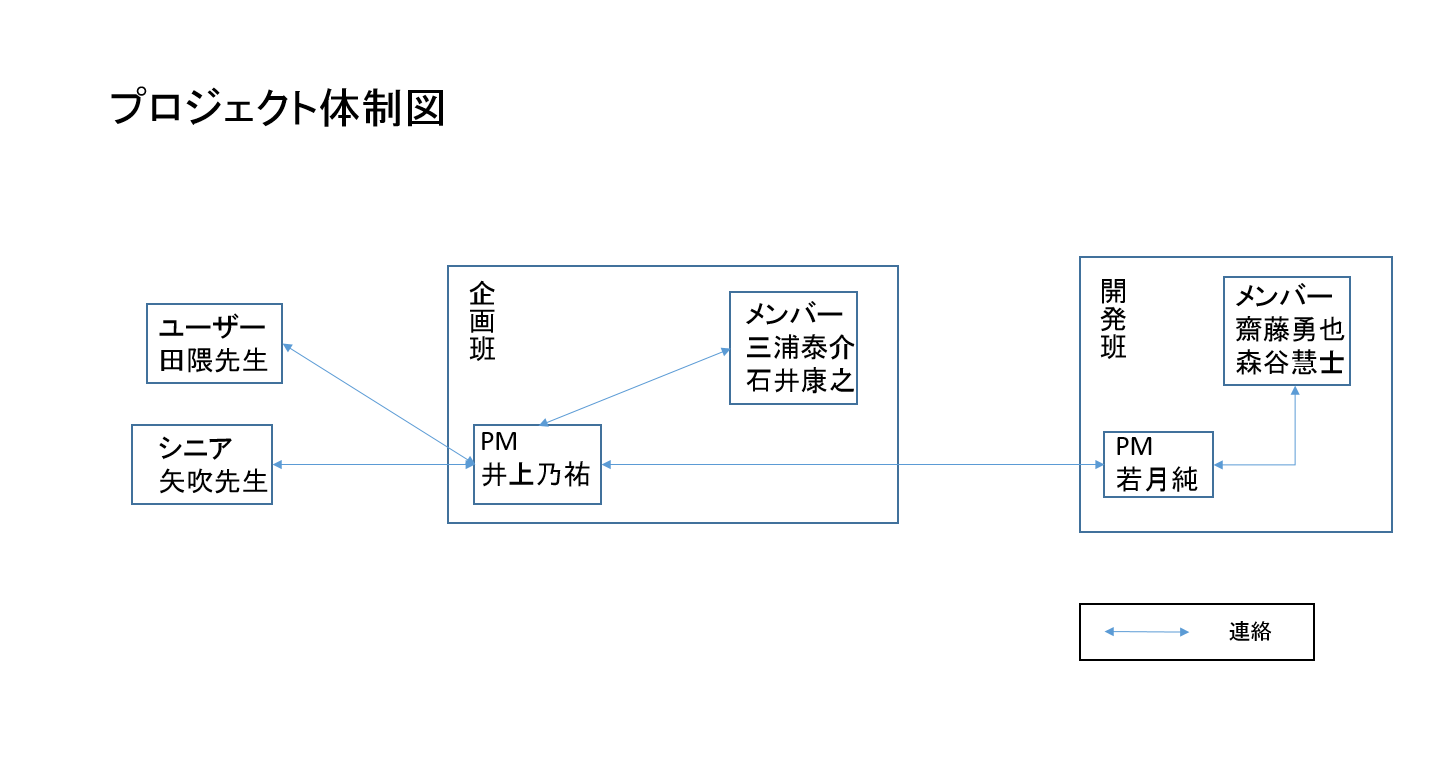 プロジェクト体制図
ユーザー
田隈先生
シニア
矢吹先生
企画班
メンバー
三浦泰介
石井康之
PM
井上乃祐
開発班
メンバー
齋藤勇也
森谷慧士
PM
若月純
連絡